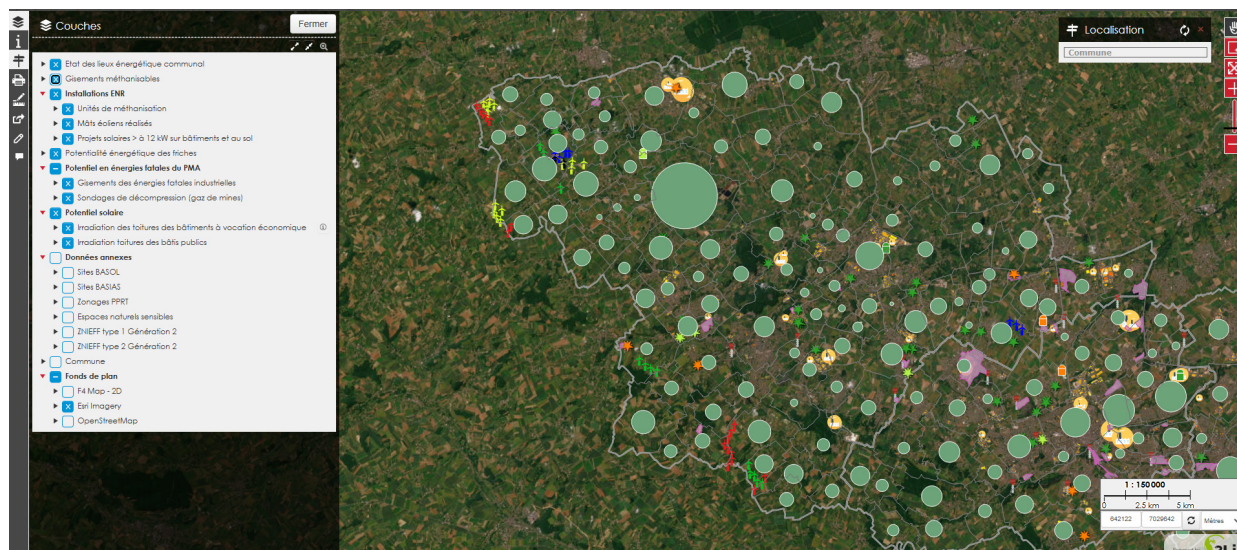 Couches
Fermer
Etat des lieux énergétique communal
Gisements méthanisables
Installations ENR
Unités de méthanisation
Mâts éoliens réalisés
Projets solaires > à 12 kW sur bâtiments et au sol
Potentialité énergétique des friches
Potentiel en énergies fatales du PMA
Gisements des énergies fatales industrielles
Sondages de décompression (gaz de mines)
Potentiel solaire
Irradiation des toitures des bâtiments à vocation économique
Irradiation toitures des bâtis publics
Données annexes
Sites BASOL
Sites BASIAS
Zonages PPRT
Espaces naturels sensibles
ZNIEFF type 1 Génération 2
ZNIEFF type 2 Génération 2
Commune
Fonds de plan
F4 Map - 2D
Esri Imagery
OpenStreetMap
Localisation
Commune
1 : 150 000
0 2.5 km 5 km
642122 7029642 Mètres